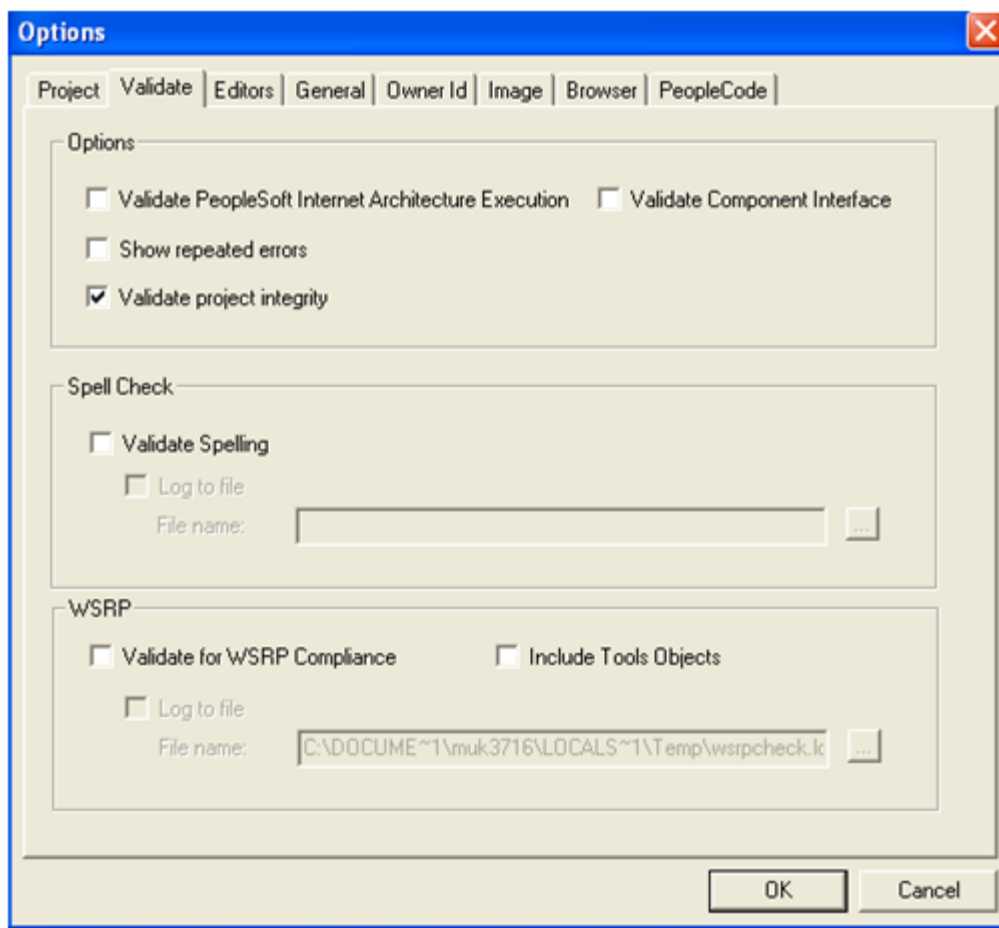 Options
Project Validate Editors General Owner Id Image Browser PeopleCode
Options
Validate PeopleSoft Internet Architecture Execution Validate Component Interface
Show repeated errors
Validate project integrity
Spell Check
Validate Spelling
Log to file
File name:
...
WSRP
Validate for WSRP Compliance Include Tools Objects
Log to file
File name: C:\DOCUME~1\muk3716\LOCALS~1\Temp\wsrpcheck.lo ...
OK Cancel